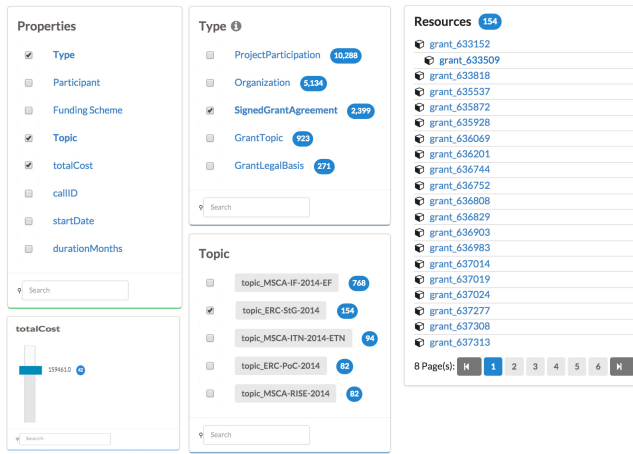 Properties
Type
Participant
Funding Scheme
Topic
totalCost
callID
startDate
durationMonths
Search
totalCost
159461.0
Search
Type
ProjectParticipation 10,288
Organization 5,134
SignedGrantAgreement 2,399
GrantTopic 923
GrantLegalBasis 271
Search
Topic
topic_MSCA-IF-2014-EF 768
topic_ERC-StG-2014 154
topic_MSCA-ITN-2014-ETN 94
topic_ERC-PoC-2014 82
topic_MSCA-RISE-2014 82
Search
Resources 154
grant_633152
grant_633509
grant_633818
grant_635537
grant_635872
grant_635928
grant_636069
grant_636201
grant_636744
grant_636752
grant_636808
grant_636829
grant_636903
grant_636983
grant_637014
grant_637019
grant_637024
grant_637277
grant_637308
grant_637313
8 Page(s): 1 2 3 4 5 6